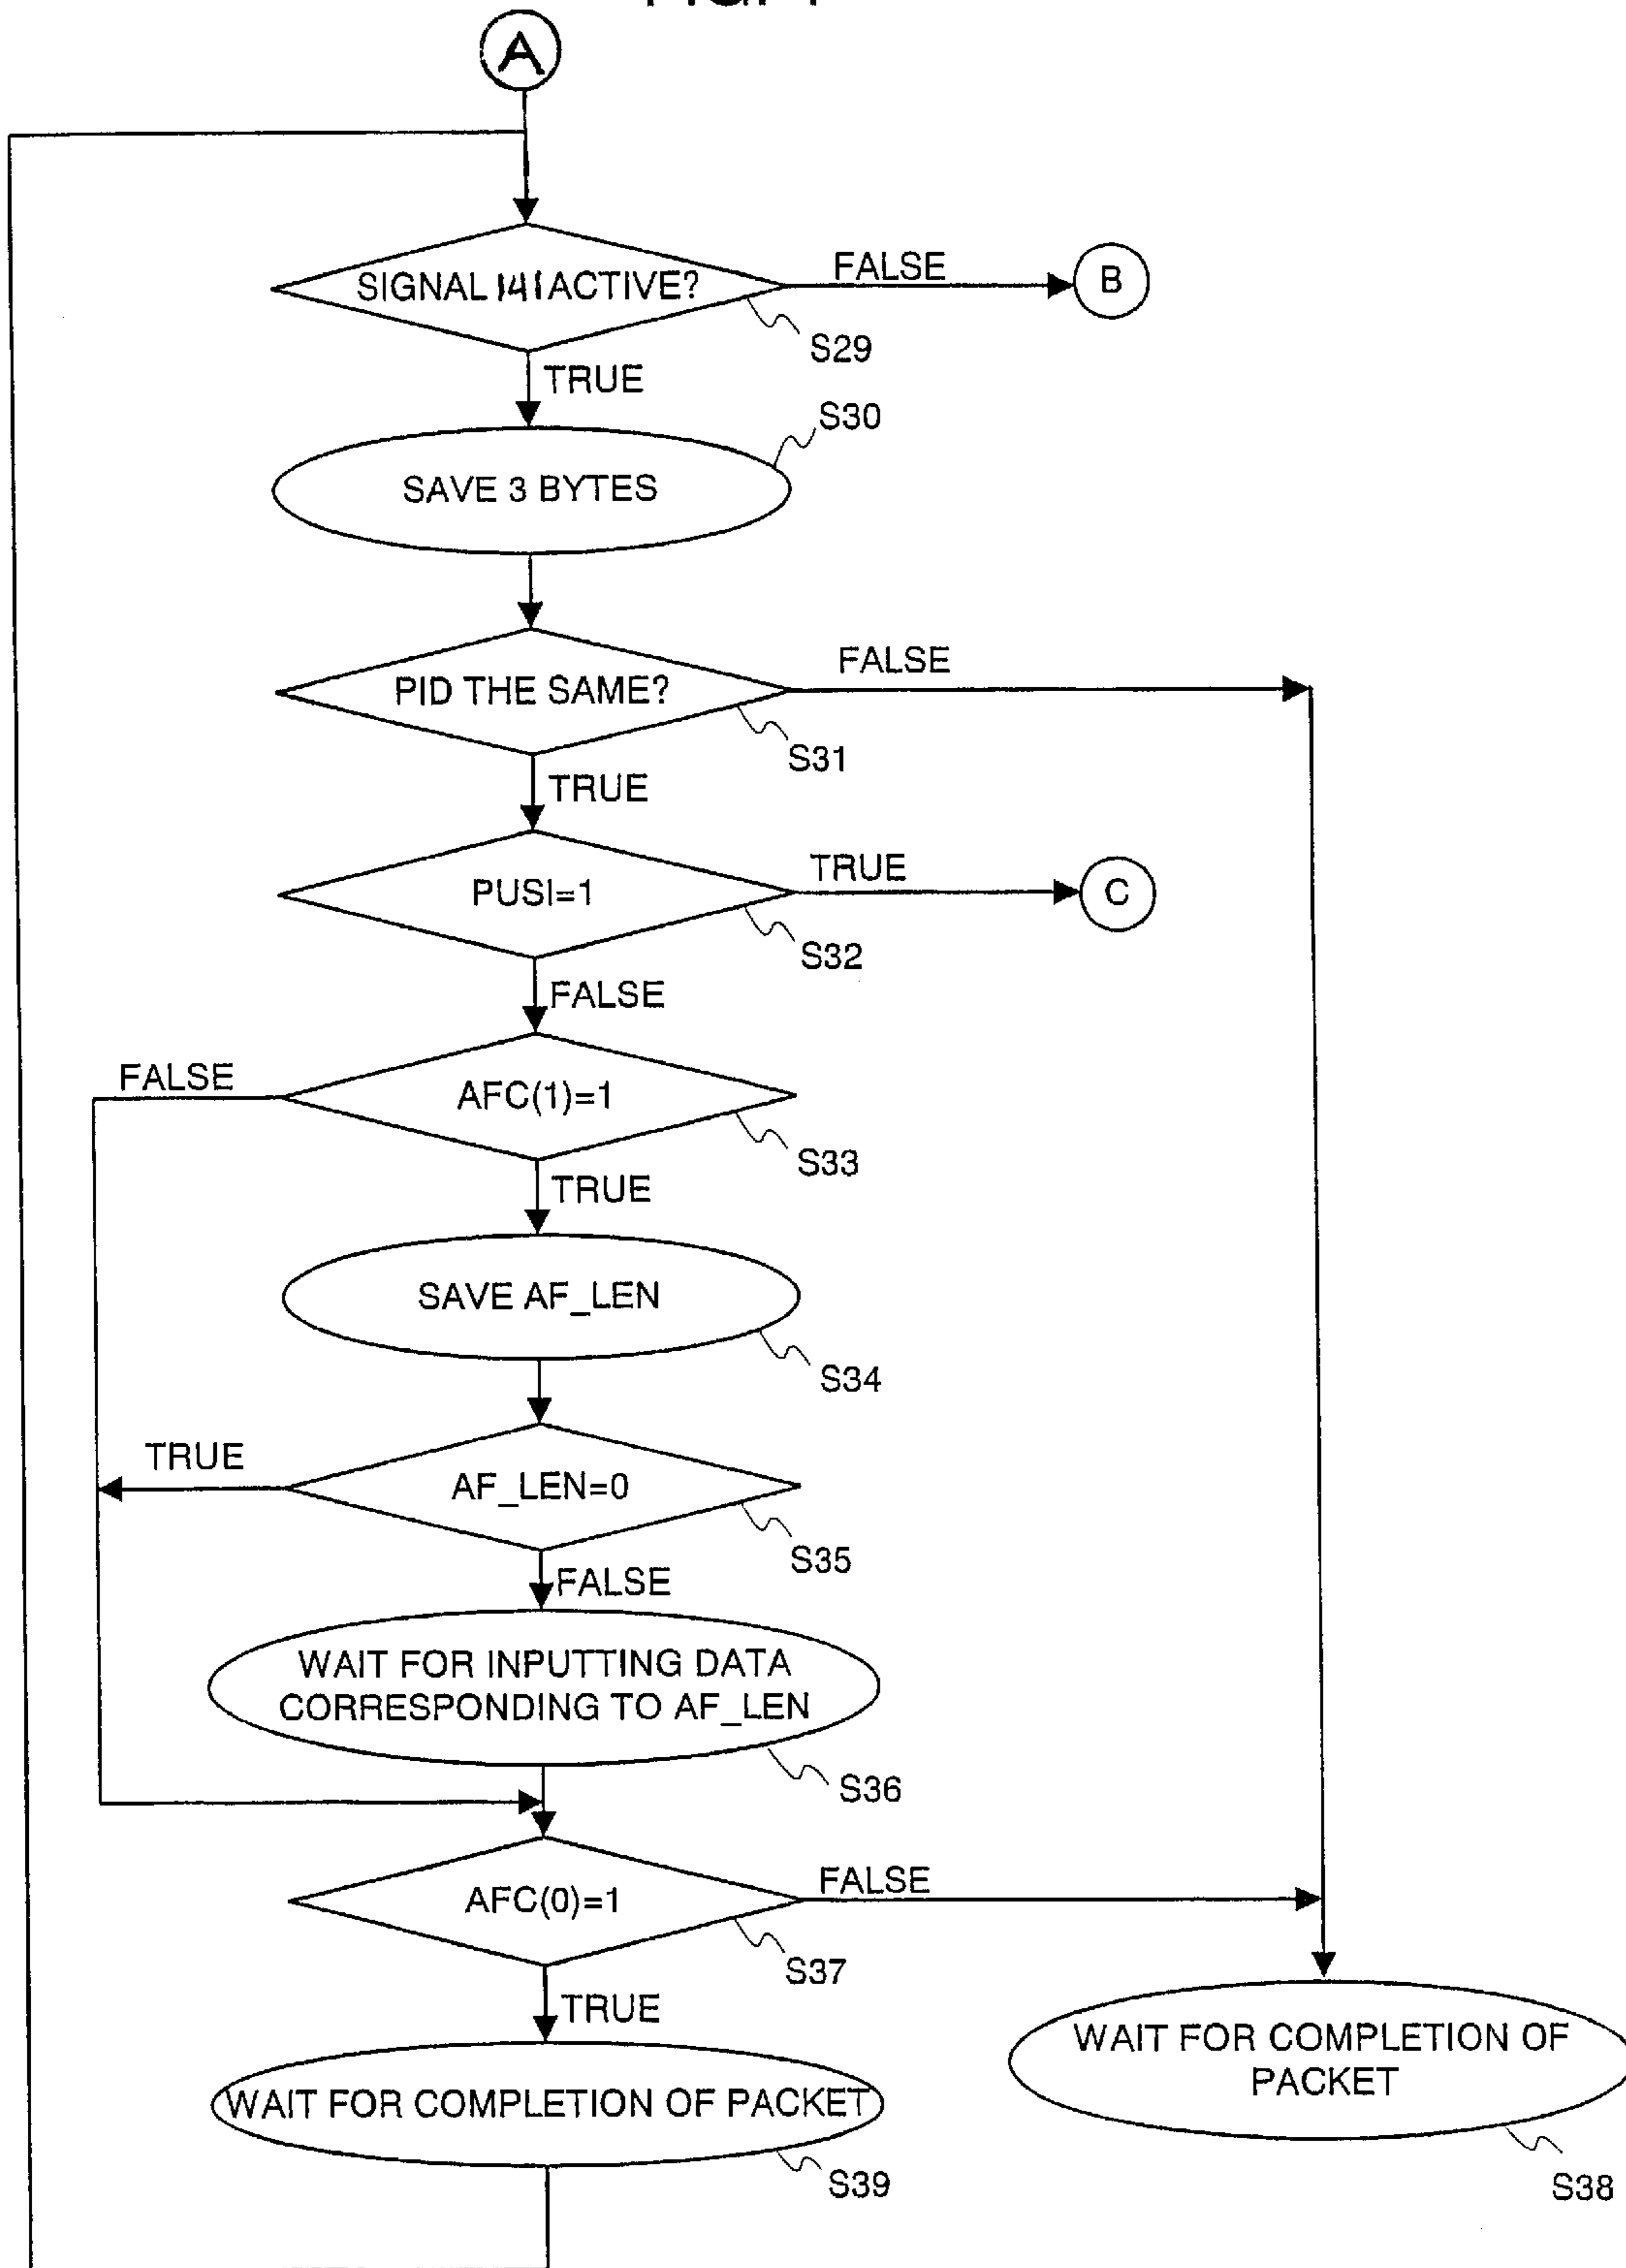 A
SIGNAL 141 ACTIVE?
FALSE
B
S29
TRUE
S30
SAVE 3 BYTES
PID THE SAME?
FALSE
S31
TRUE
PUSI=1
TRUE
C
S32
FALSE
FALSE
AFC(1)=1
S33
TRUE
SAVE AF_LEN
S34
TRUE
AF_LEN=0
S35
FALSE
WAIT FOR INPUTTING DATA
CORRESPONDING TO AF_LEN
S36
AFC(0)=1
FALSE
S37
TRUE
WAIT FOR COMPLETION OF
PACKET
WAIT FOR COMPLETION OF PACKET
S39
S38